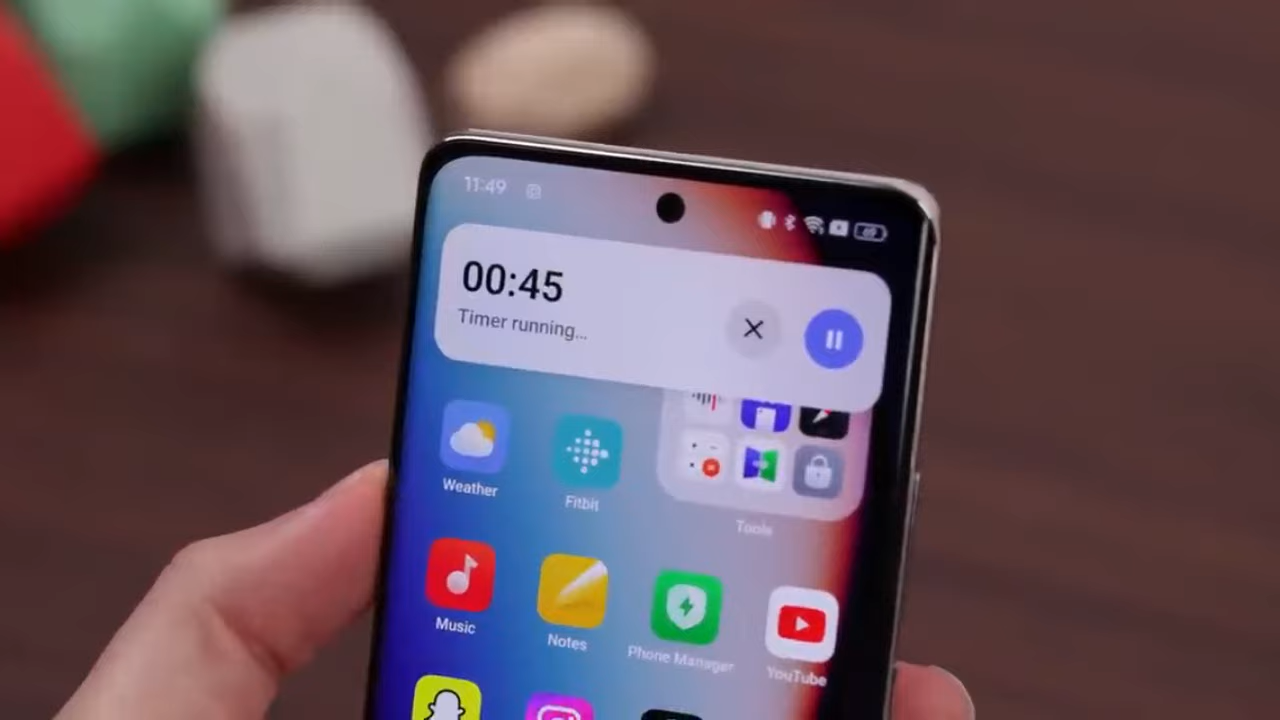 11:49
00:45
Timer running...
Weather
Fitbit
Tools
Music
Notes
Phone Manager
YouTube